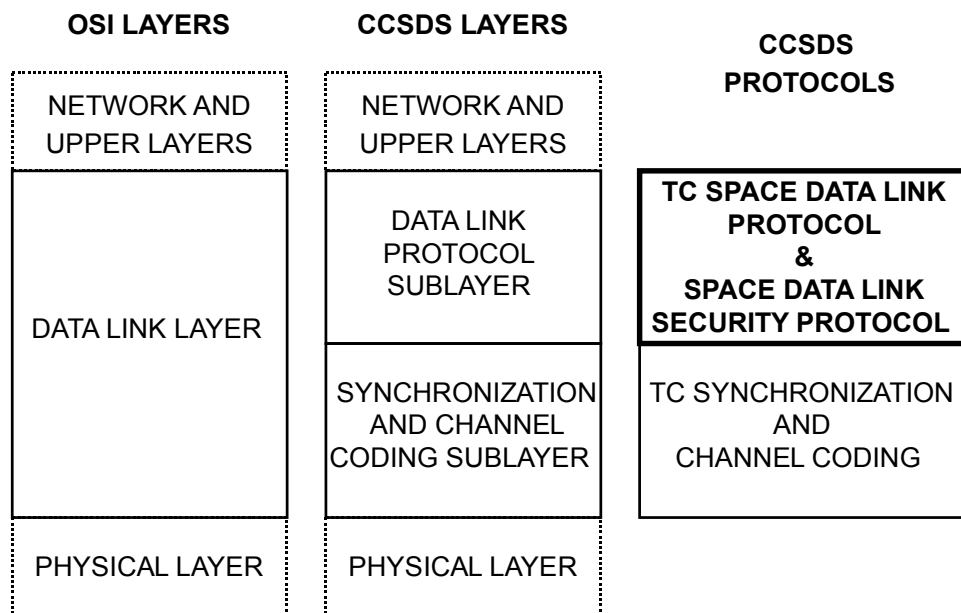 OSI LAYERS
NETWORK AND
UPPER LAYERS
DATA LINK LAYER
PHYSICAL LAYER
CCSDS LAYERS
NETWORK AND
UPPER LAYERS
DATA LINK
PROTOCOL
SUBLAYER
SYNCHRONIZATION
AND CHANNEL
CODING SUBLAYER
PHYSICAL LAYER
CCSDS
PROTOCOLS
TC SPACE DATA LINK
PROTOCOL
&
SPACE DATA LINK
SECURITY PROTOCOL
TC SYNCHRONIZATION
AND
CHANNEL CODING